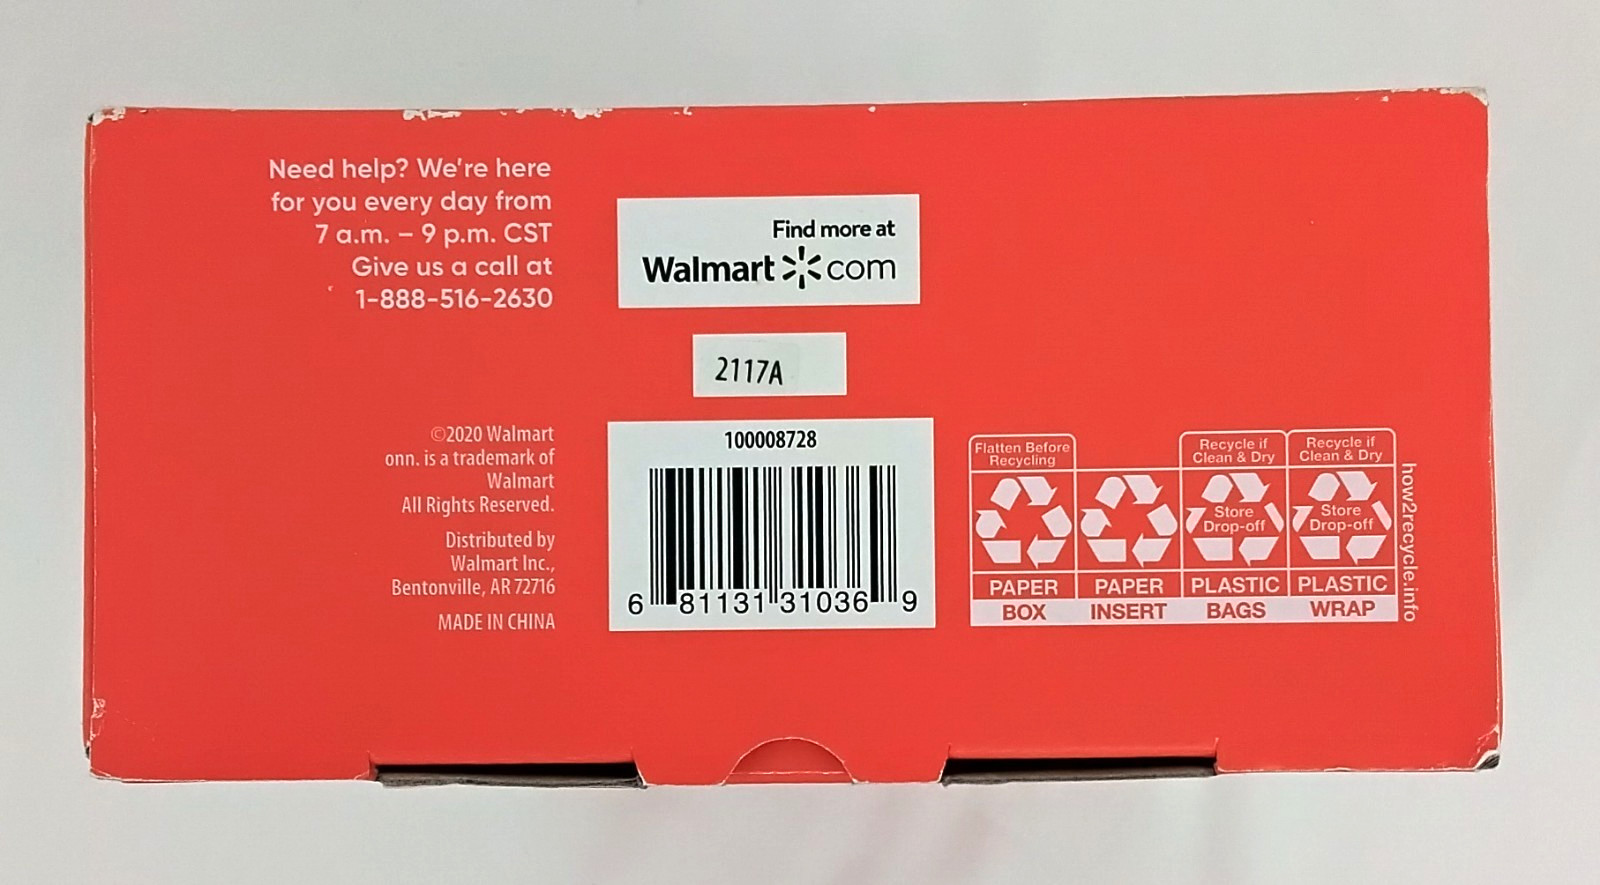 Need help? We're here
for you every day from
7 a.m. – 9 p.m. CST
Give us a call at
1-888-516-2630
Find more at
Walmart com
2117A
©2020 Walmart
onn. is a trademark of
Walmart
All Rights Reserved.
Distributed by
Walmart Inc.,
Bentonville, AR 72716
MADE IN CHINA
100008728
6 81131 31036 9
Flatten Before
Recycling
PAPER
BOX
PAPER
INSERT
Recycle if
Clean & Dry
Store
Drop-off
PLASTIC
BAGS
Recycle if
Clean & Dry
Store
Drop-off
PLASTIC
WRAP
how2recycle.info